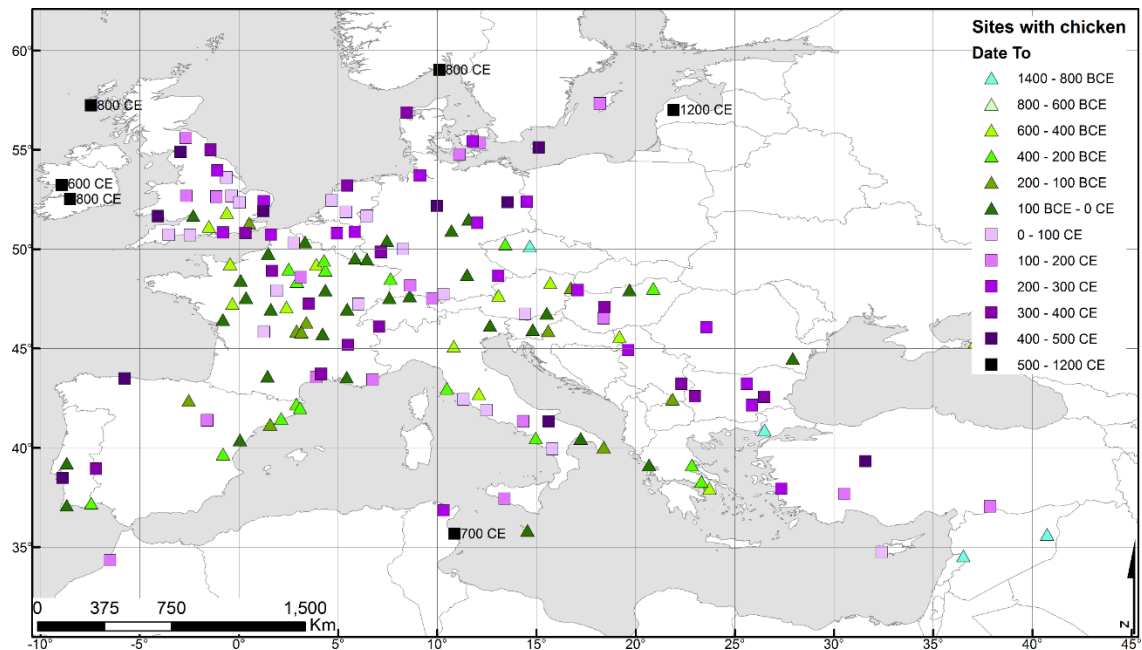 Sites with chicken
Date To
1400 - 800 BCE
800 - 600 BCE
600 - 400 BCE
400 - 200 BCE
200 - 100 BCE
100 BCE - 0 CE
0 - 100 CE
100 - 200 CE
200 - 300 CE
300 - 400 CE
400 - 500 CE
500 - 1200 CE
60°
55°
50°
45°
40°
35°
800 CE
800 CE
1200 CE
600 CE
800 CE
700 CE
0 375 750 1,500
Km
N
-10° -5° 0° 5° 10° 15° 20° 25° 30° 35° 40° 45°